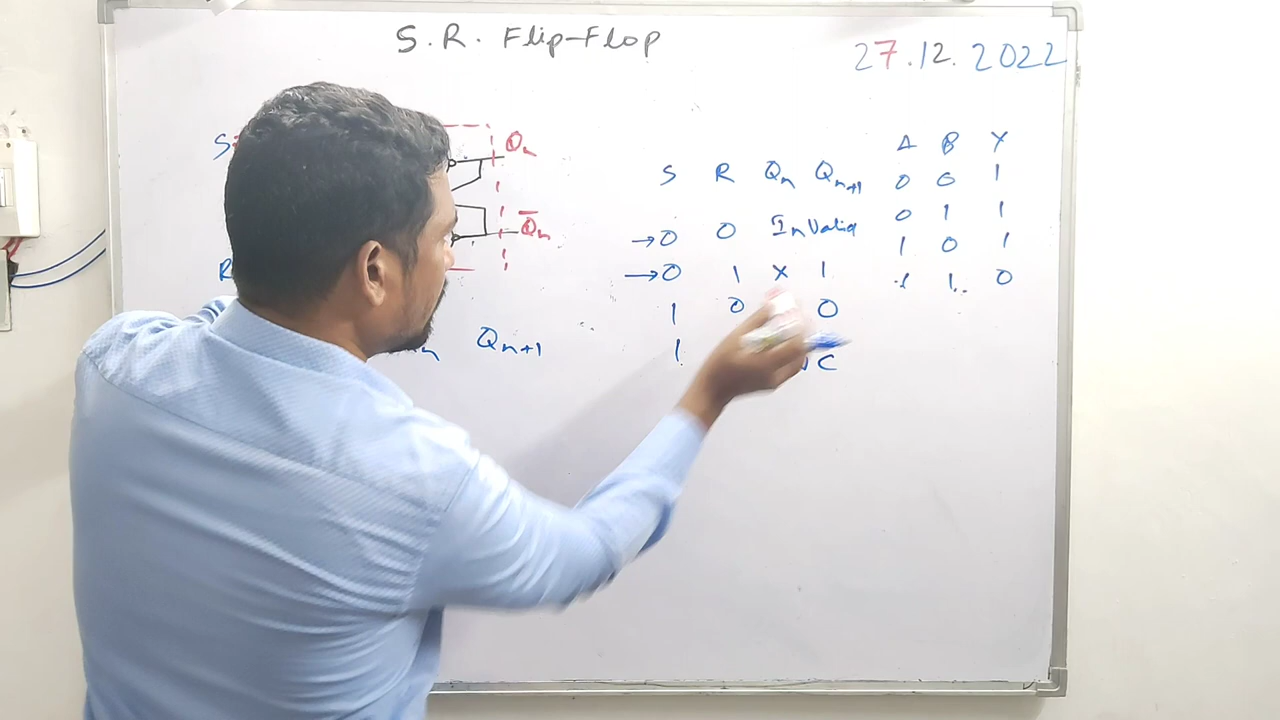 S.R. Flip-Flop
27.12.2022
S
Qn
Q̅n
R
n Qn+1
S R Qn Qn+1
→0 0 InValid
→0 1 x 1
1 0 0
1 C
A B Y
0 0 1
0 1 1
1 0 1
1 1 0